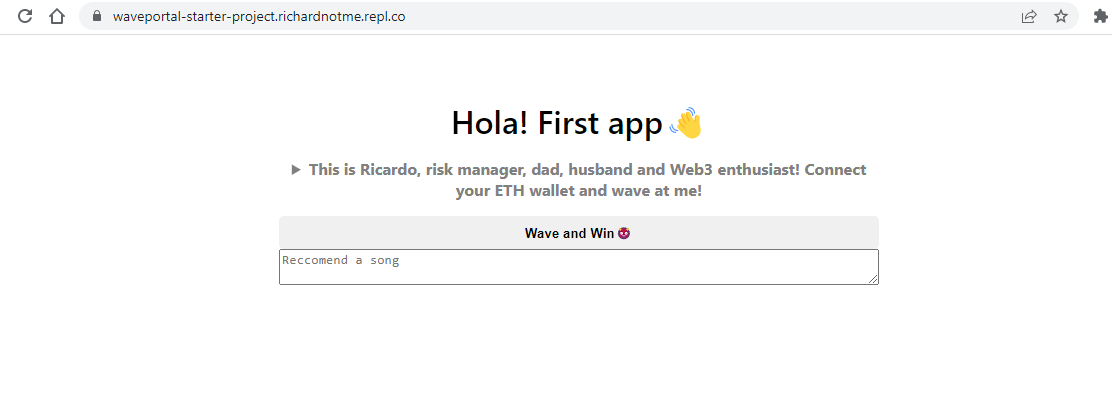 waveportal-starter-project.richardnotme.repl.co
Hola! First app 👋
This is Ricardo, risk manager, dad, husband and Web3 enthusiast! Connect
your ETH wallet and wave at me!
Wave and Win
Reccomend a song